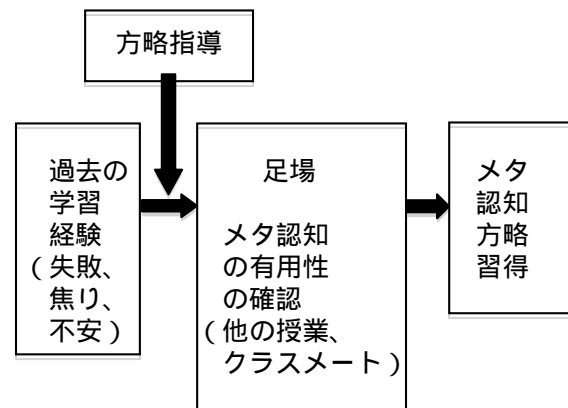 方略指導
過去の
学習
経験
(失敗、
焦り、
不安)
足場
メタ認知
の有用性
の確認
(他の授業、
クラスメート)
メタ
認知
方略
習得